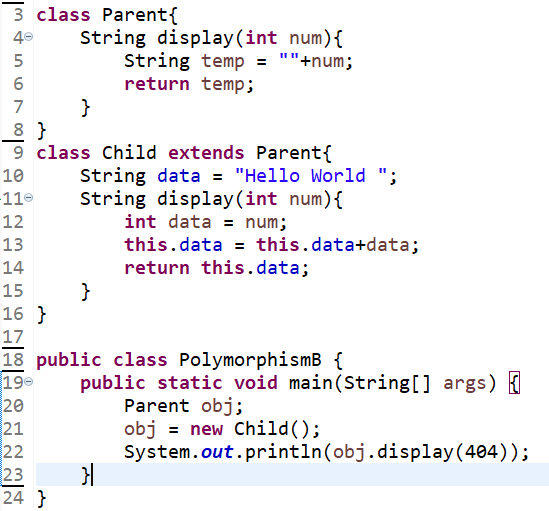 3 class Parent{
4 String display(int num){
5 String temp = ""+num;
6 return temp;
7 }
8 }
9 class Child extends Parent{
10 String data = "Hello World ";
11 String display(int num){
12 int data = num;
13 this.data = this.data+data;
14 return this.data;
15 }
16 }
17
18 public class PolymorphismB {
19 public static void main(String[] args) {
20 Parent obj;
21 obj = new Child();
22 System.out.println(obj.display(404));
23 }
24 }